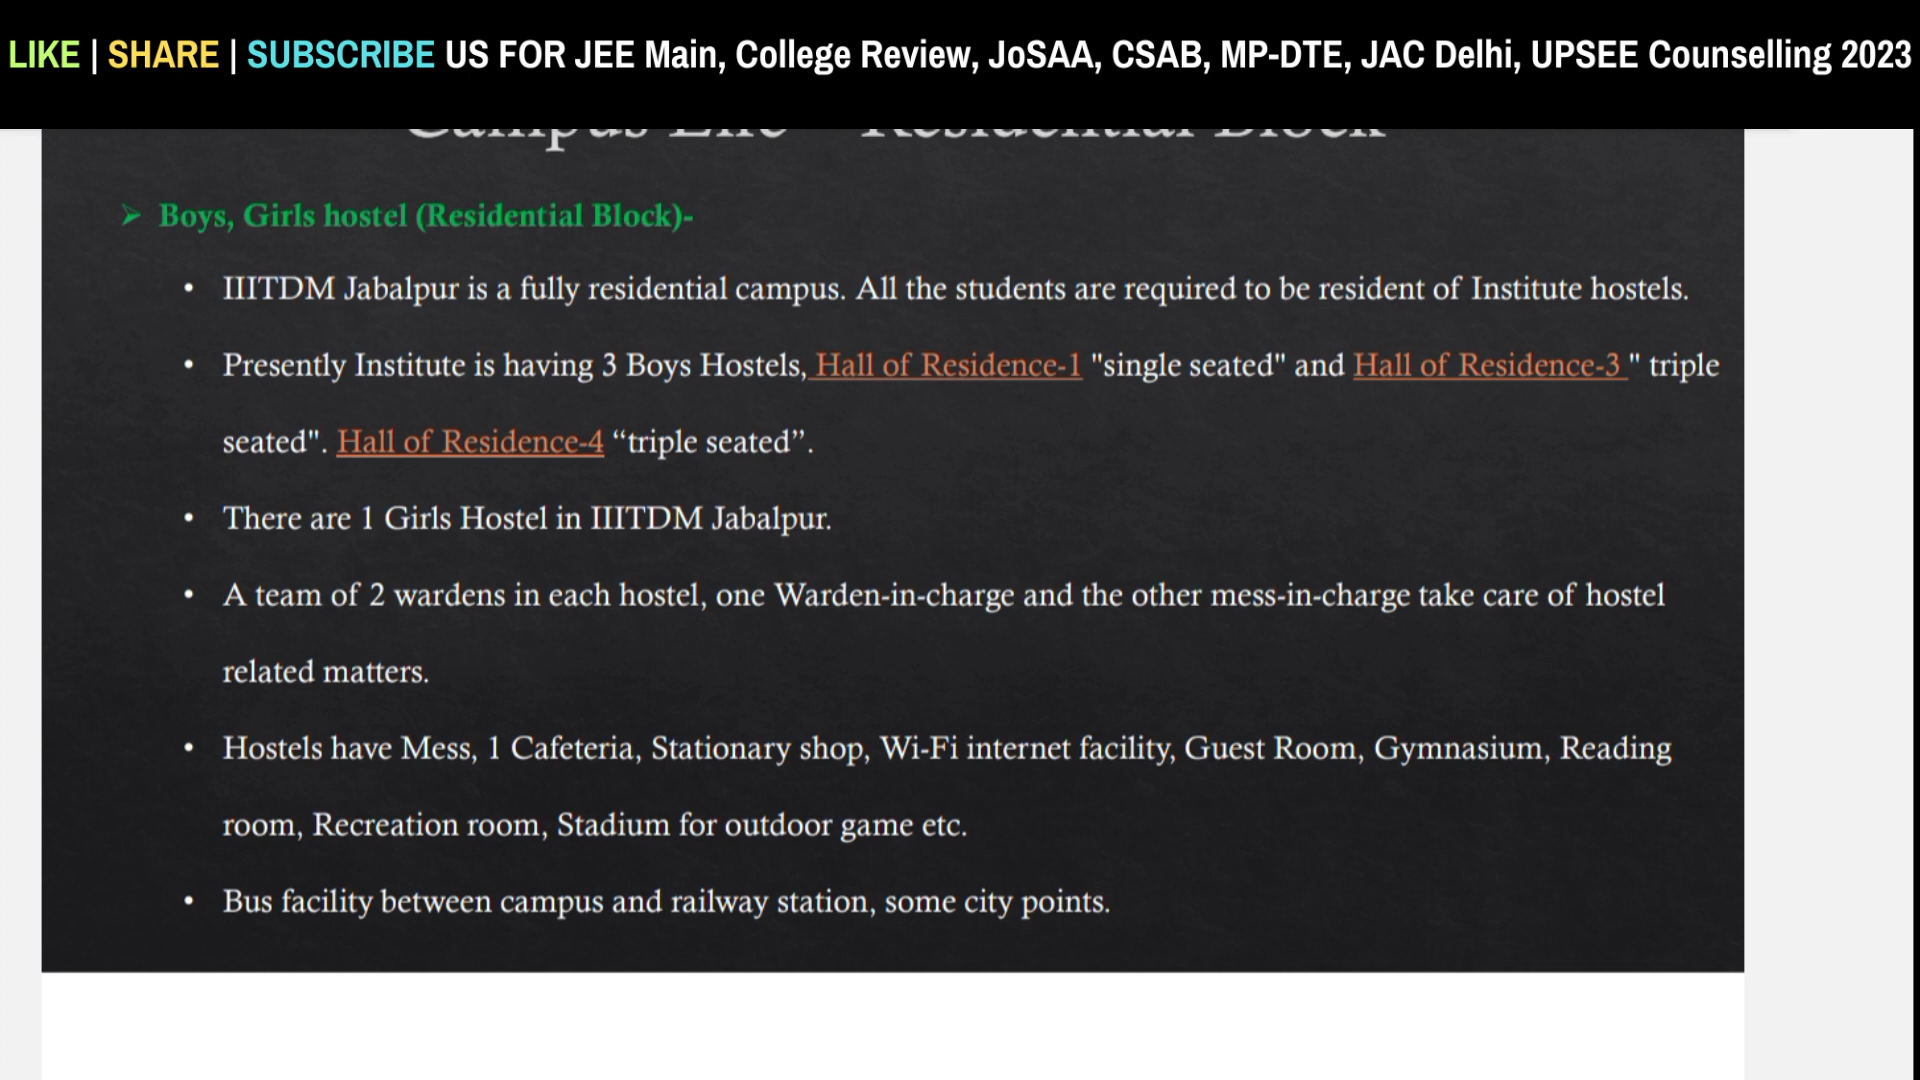 LIKE | SHARE | SUBSCRIBE US FOR JEE Main, College Review, JoSAA, CSAB, MP-DTE, JAC Delhi, UPSEE Counselling 2023
Campus Life – Residential Block
➢ Boys, Girls hostel (Residential Block)-
• IIITDM Jabalpur is a fully residential campus. All the students are required to be resident of Institute hostels.
• Presently Institute is having 3 Boys Hostels, Hall of Residence-1 "single seated" and Hall of Residence-3 " triple
seated". Hall of Residence-4 “triple seated”.
• There are 1 Girls Hostel in IIITDM Jabalpur.
• A team of 2 wardens in each hostel, one Warden-in-charge and the other mess-in-charge take care of hostel
related matters.
• Hostels have Mess, 1 Cafeteria, Stationary shop, Wi-Fi internet facility, Guest Room, Gymnasium, Reading
room, Recreation room, Stadium for outdoor game etc.
• Bus facility between campus and railway station, some city points.